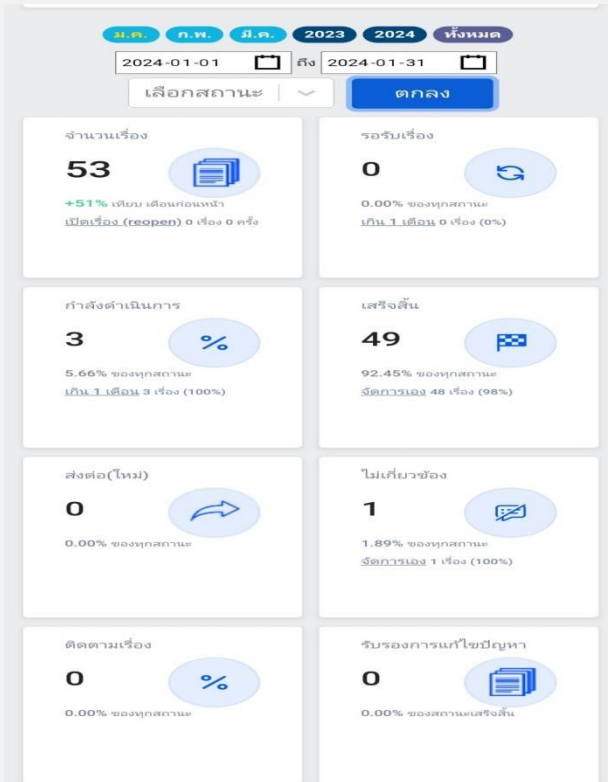 ม.ค. ก.พ. มี.ค. 2023 2024 ทั้งหมด
2024-01-01 ถึง 2024-01-31
เลือกสถานะ ตกลง
จำนวนเรื่อง
53
+51% เทียบ เดือนก่อนหน้า
เปิดเรื่อง (reopen) 0 เรื่อง 0 ครั้ง
รอรับเรื่อง
0
0.00% ของทุกสถานะ
เกิน 1 เดือน 0 เรื่อง (0%)
กำลังดำเนินการ
3
5.66% ของทุกสถานะ
เกิน 1 เดือน 3 เรื่อง (100%)
เสร็จสิ้น
49
92.45% ของทุกสถานะ
จัดการเอง 48 เรื่อง (98%)
ส่งต่อ(ใหม่)
0
0.00% ของทุกสถานะ
ไม่เกี่ยวข้อง
1
1.89% ของทุกสถานะ
จัดการเอง 1 เรื่อง (100%)
ติดตามเรื่อง
0
0.00% ของทุกสถานะ
รับรองการแก้ไขปัญหา
0
0.00% ของสถานะเสร็จสิ้น